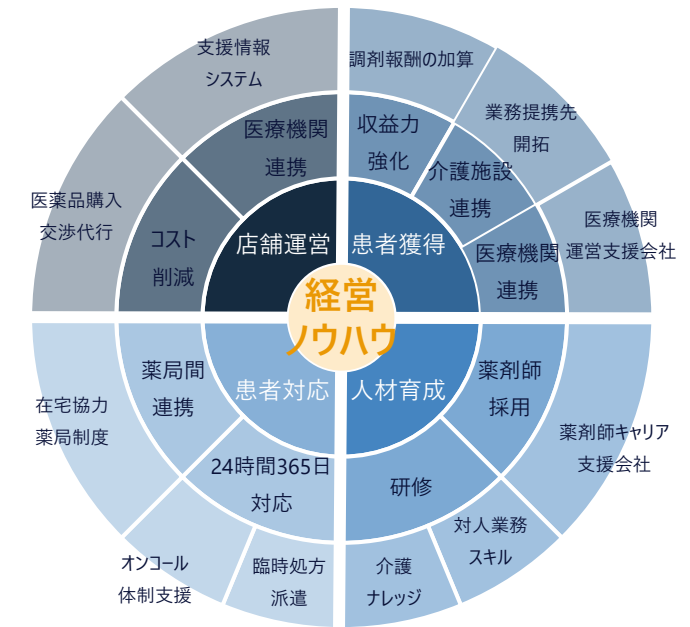 支援情報
システム
調剤報酬の加算
業務提携先
開拓
医療機関
連携
収益力
強化
介護施設
連携
医薬品購入
交渉代行
コスト
削減
店舗運営
患者獲得
医療機関
連携
医療機関
運営支援会社
経営
ノウハウ
在宅協力
薬局制度
薬局間
連携
患者対応
人材育成
薬剤師
採用
薬剤師キャリア
支援会社
24時間365日
対応
研修
オンコール
体制支援
臨時処方
派遣
介護
ナレッジ
対人業務
スキル